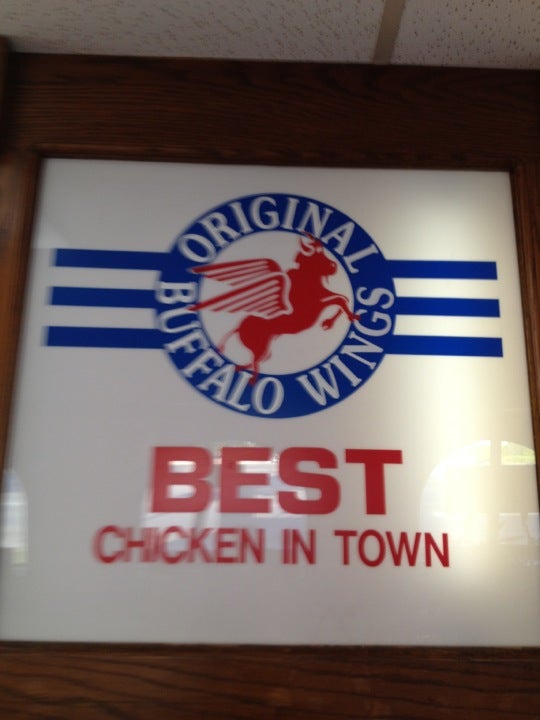 ORIGINAL
BUFFALO WINGS
BEST
CHICKEN IN TOWN